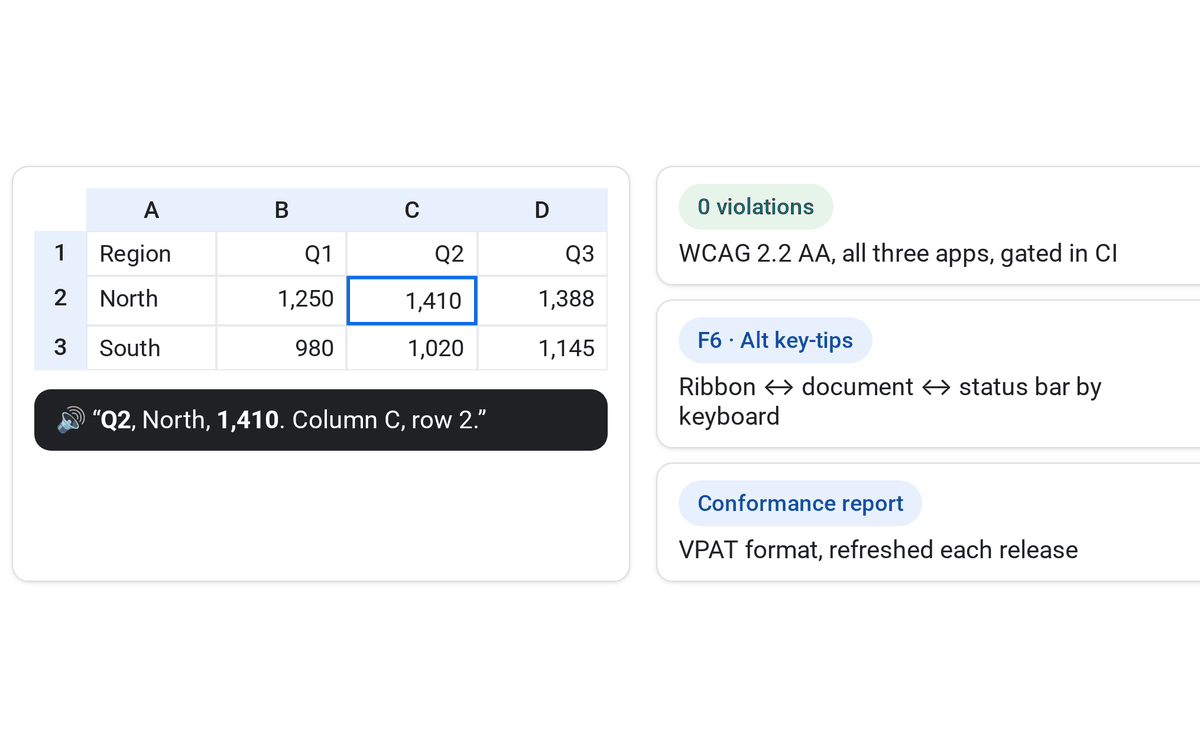 A B C D
1 Region Q1 Q2 Q3
2 North 1,250 1,410 1,388
3 South 980 1,020 1,145
“Q2, North, 1,410. Column C, row 2.”
0 violations
WCAG 2.2 AA, all three apps, gated in CI
F6 · Alt key-tips
Ribbon ↔ document ↔ status bar by
keyboard
Conformance report
VPAT format, refreshed each release